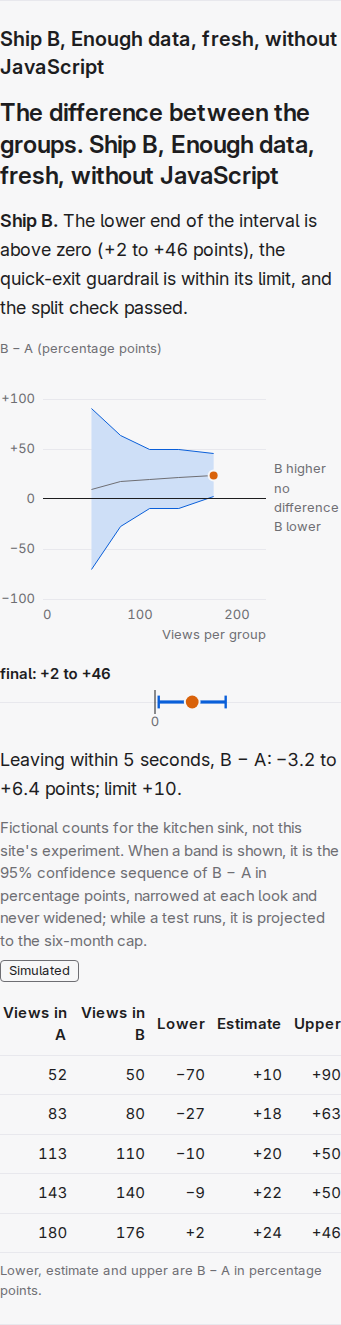 Ship B, Enough data, fresh, without
JavaScript
The difference between the
groups. Ship B, Enough data,
fresh, without JavaScript
Ship B. The lower end of the interval is
above zero (+2 to +46 points), the
quick-exit guardrail is within its limit, and
the split check passed.
B − A (percentage points)
+100
+50
0
−50
−100
B higher
no
difference
B lower
0 100 200
Views per group
final: +2 to +46
0
Leaving within 5 seconds, B − A: −3.2 to
+6.4 points; limit +10.
Fictional counts for the kitchen sink, not this
site's experiment. When a band is shown, it is the
95% confidence sequence of B − A in
percentage points, narrowed at each look and
never widened; while a test runs, it is projected
to the six-month cap.
Simulated
Views in A Views in B Lower Estimate Upper
52 50 −70 +10 +90
83 80 −27 +18 +63
113 110 −10 +20 +50
143 140 −9 +22 +50
180 176 +2 +24 +46
Lower, estimate and upper are B − A in percentage
points.